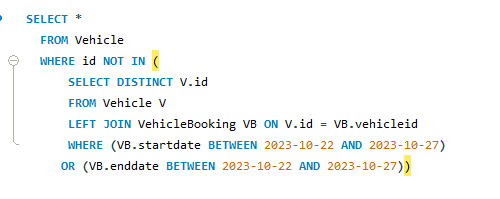 SELECT *
FROM Vehicle
WHERE id NOT IN (
SELECT DISTINCT V.id
FROM Vehicle V
LEFT JOIN VehicleBooking VB ON V.id = VB.vehicleid
WHERE (VB.startdate BETWEEN 2023-10-22 AND 2023-10-27)
OR (VB.enddate BETWEEN 2023-10-22 AND 2023-10-27))